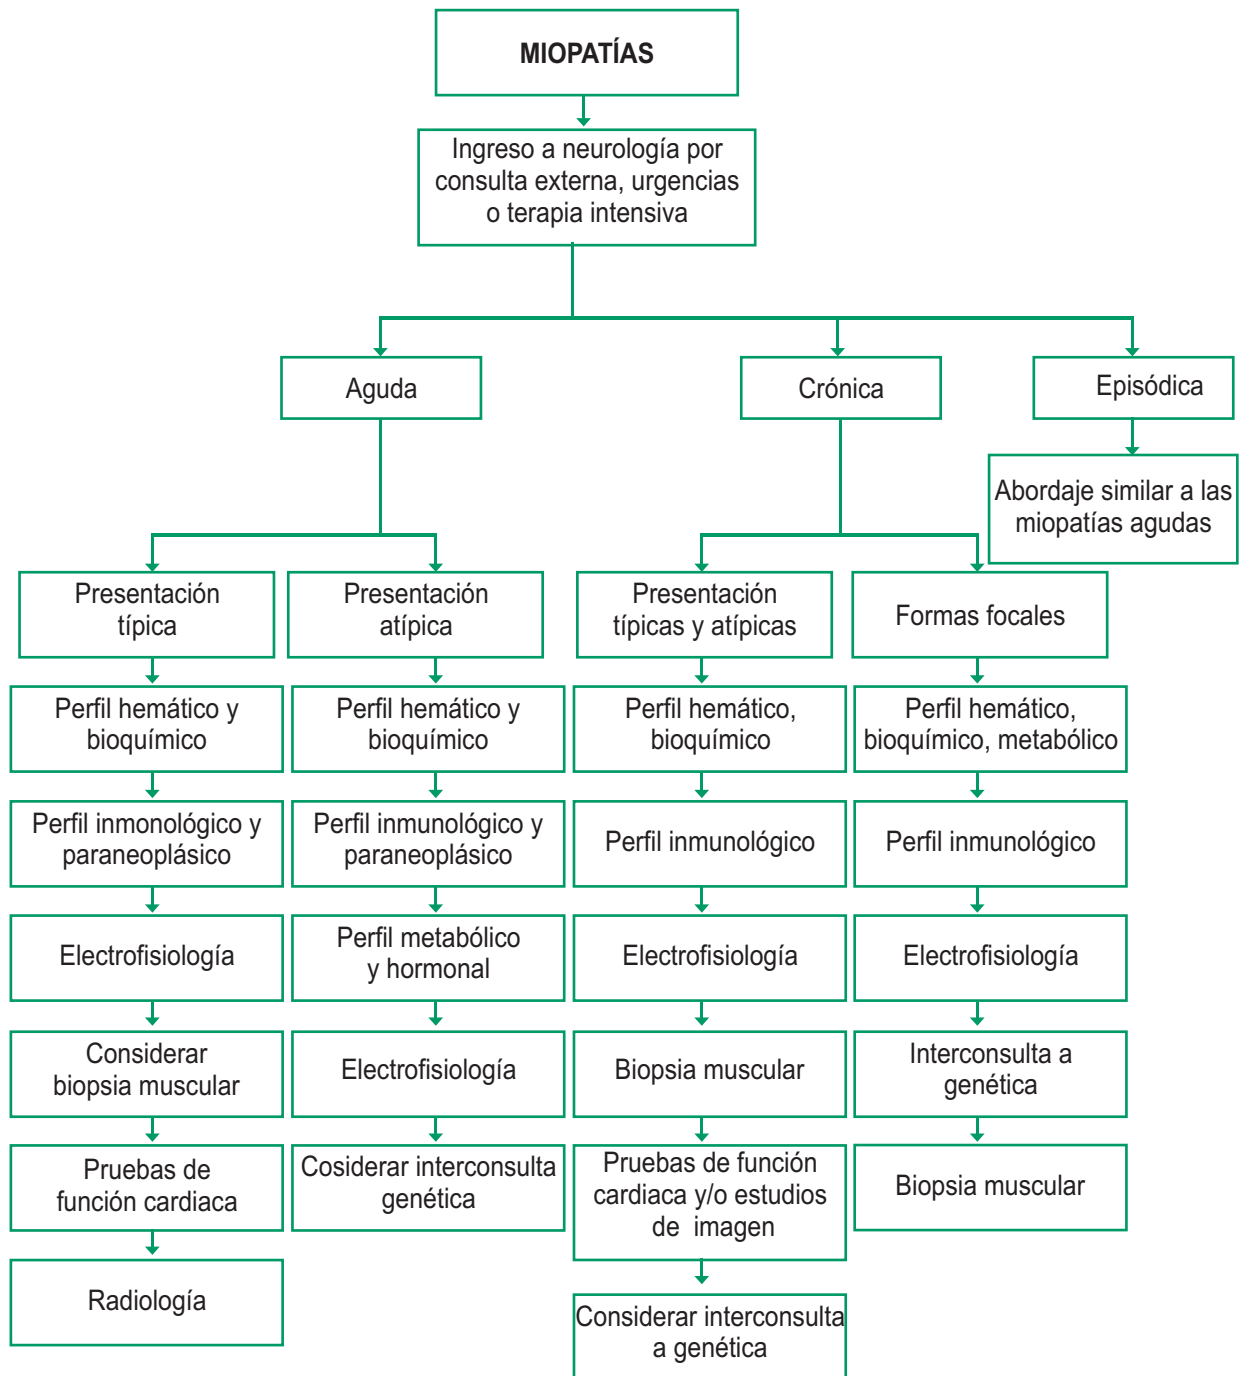 MIOPATÍAS
Ingreso a neurología por
consulta externa, urgencias
o terapia intensiva
Aguda
Crónica
Episódica
Abordaje similar a las
miopatías agudas
Presentación
típica
Presentación
atípica
Presentación
típicas y atípicas
Formas focales
Perfil hemático y
bioquímico
Perfil hemático y
bioquímico
Perfil hemático,
bioquímico
Perfil hemático,
bioquímico, metabólico
Perfil inmonológico y
paraneoplásico
Perfil inmunológico y
paraneoplásico
Perfil inmunológico
Perfil inmunológico
Electrofisiología
Perfil metabólico
y hormonal
Electrofisiología
Electrofisiología
Considerar
biopsia muscular
Electrofisiología
Biopsia muscular
Interconsulta a
genética
Pruebas de
función cardiaca
Cosiderar interconsulta
genética
Pruebas de función
cardiaca y/o estudios
de imagen
Biopsia muscular
Radiología
Considerar interconsulta
a genética